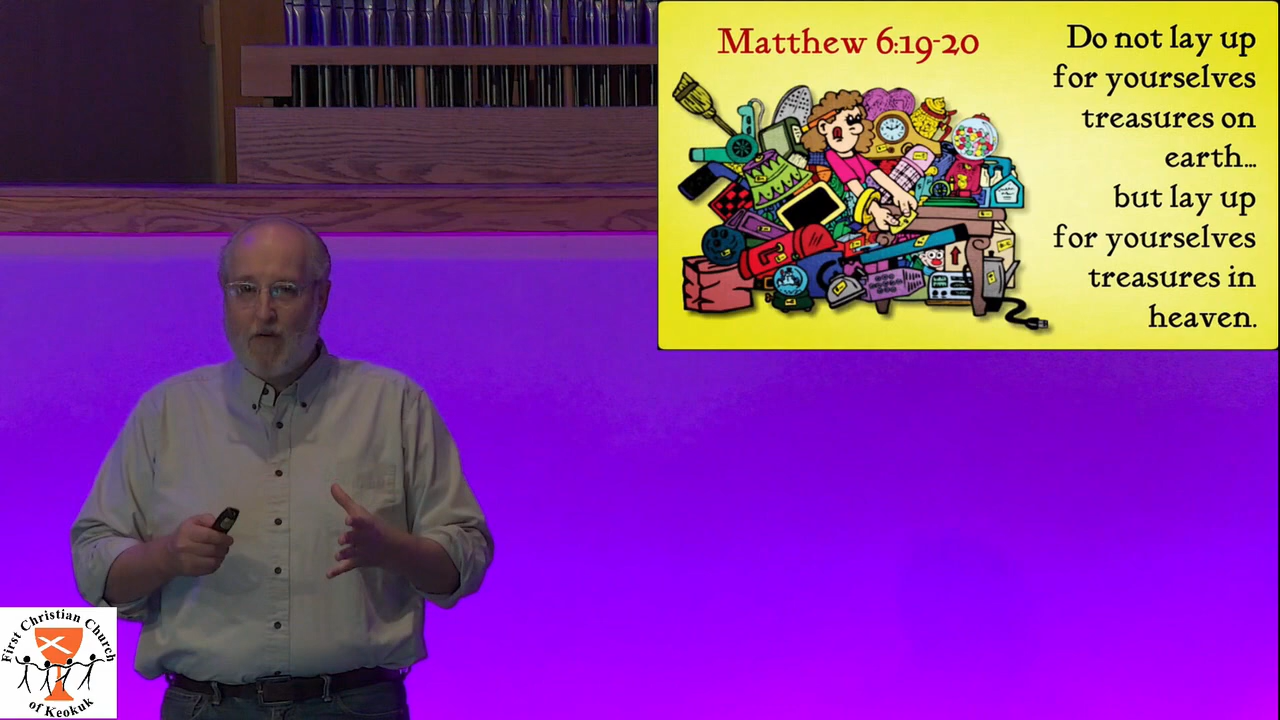 Matthew 6:19-20
Do not lay up
for yourselves
treasures on
earth...
but lay up
for yourselves
treasures in
heaven.
First Christian Church
of Keokuk